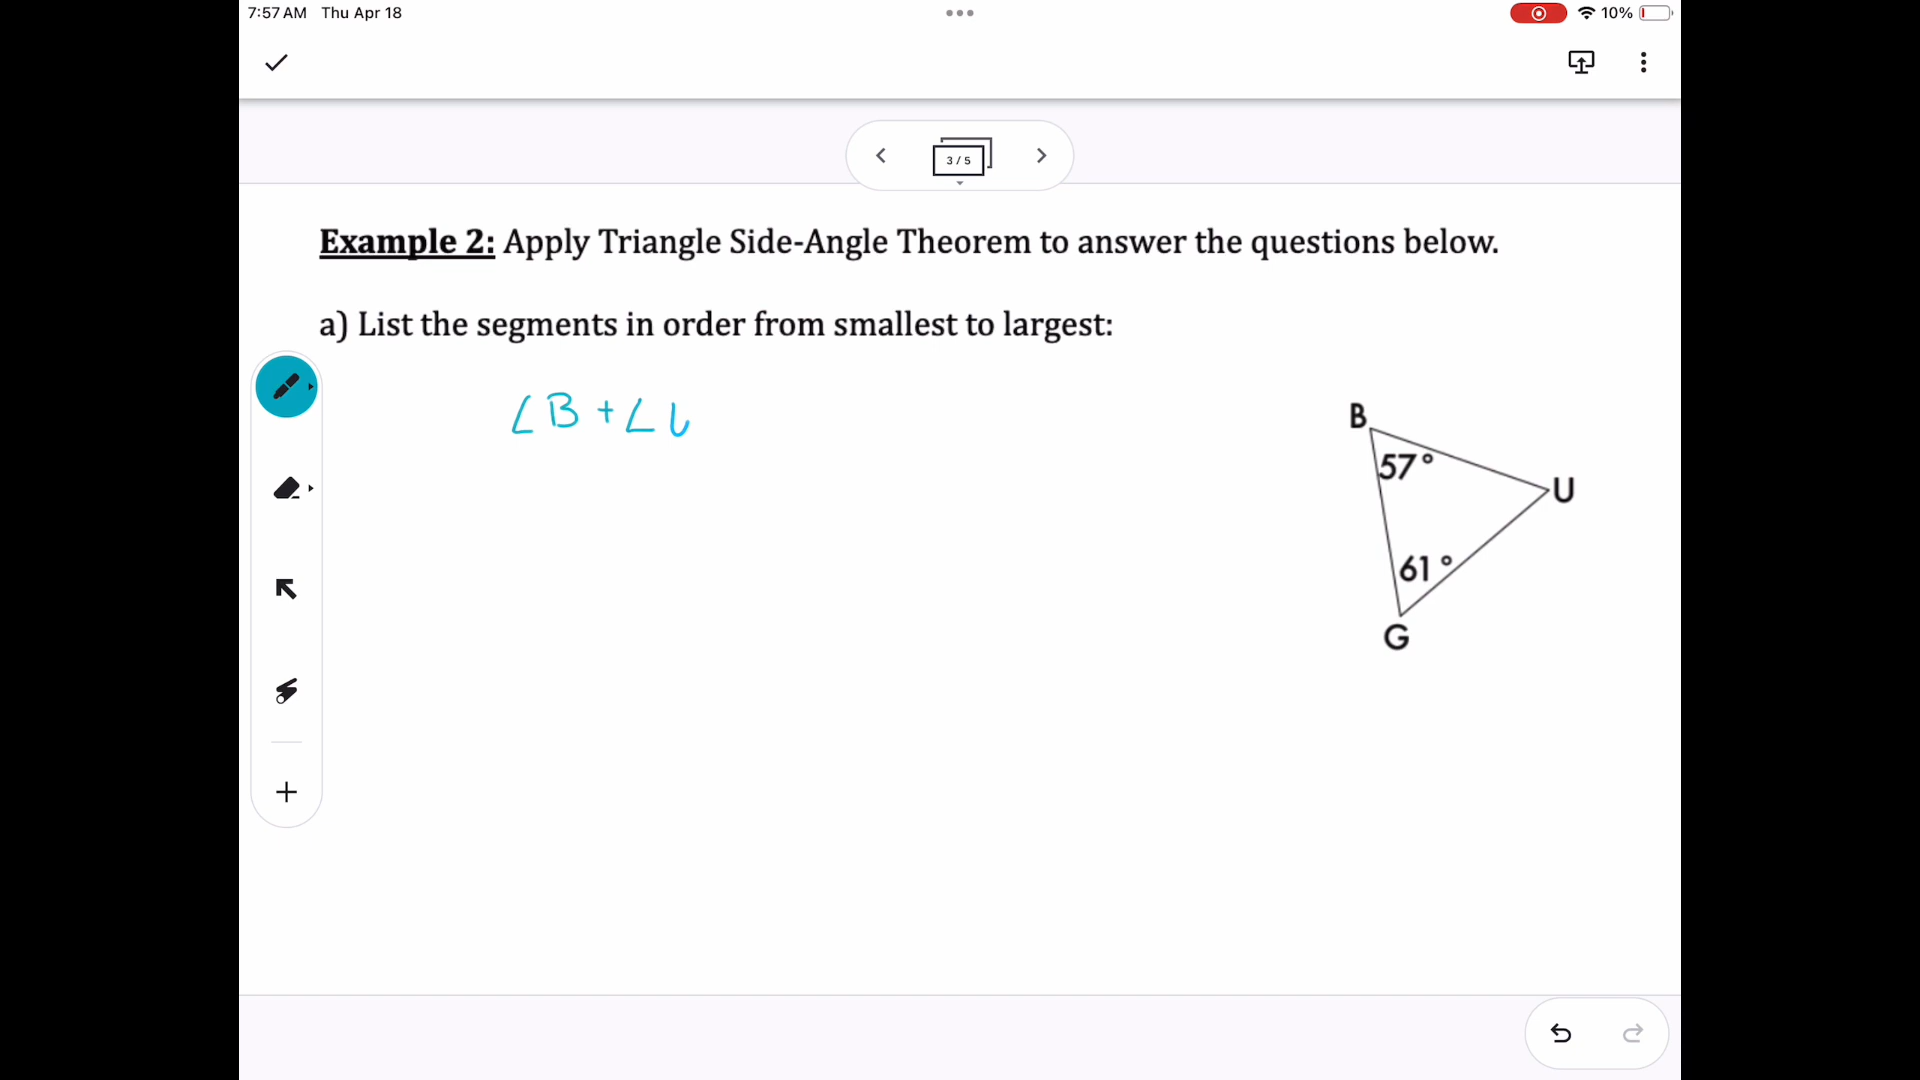 7:57 AM Thu Apr 18
10%
3 / 5
Example 2: Apply Triangle Side-Angle Theorem to answer the questions below.
a) List the segments in order from smallest to largest:
∠B + ∠
B
57°
U
61°
G